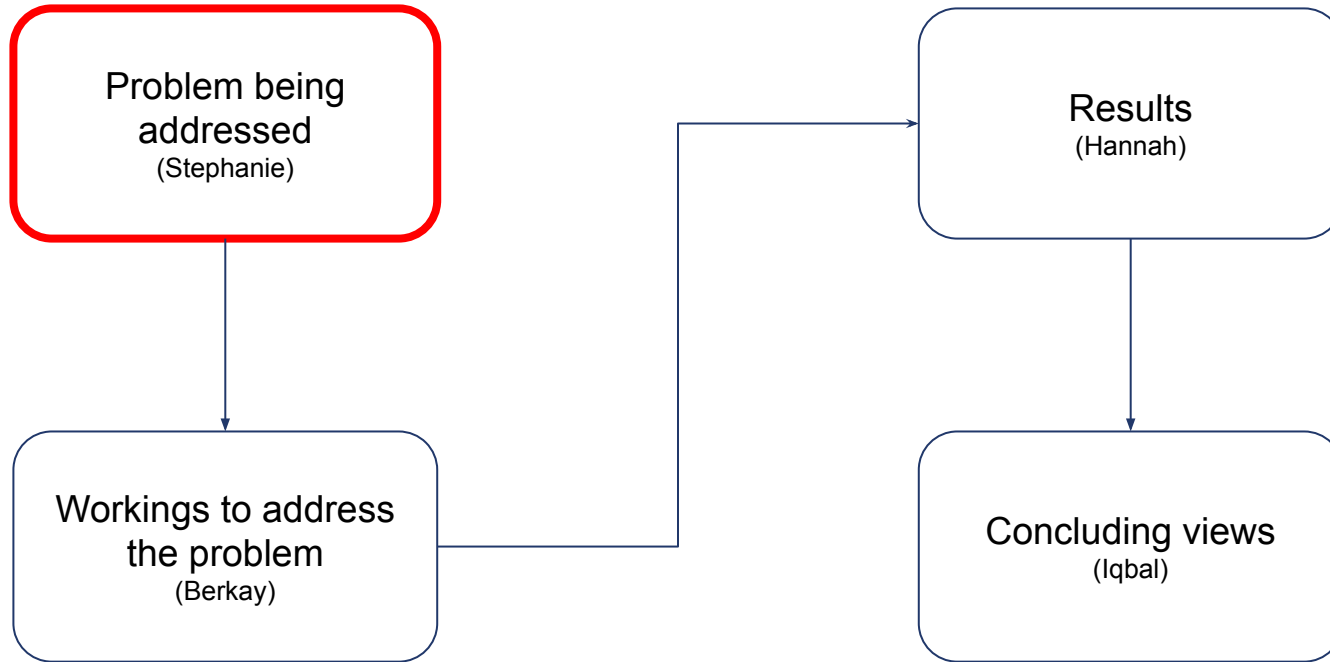 Problem being
addressed
(Stephanie)
Workings to address
the problem
(Berkay)
Results
(Hannah)
Concluding views
(Iqbal)